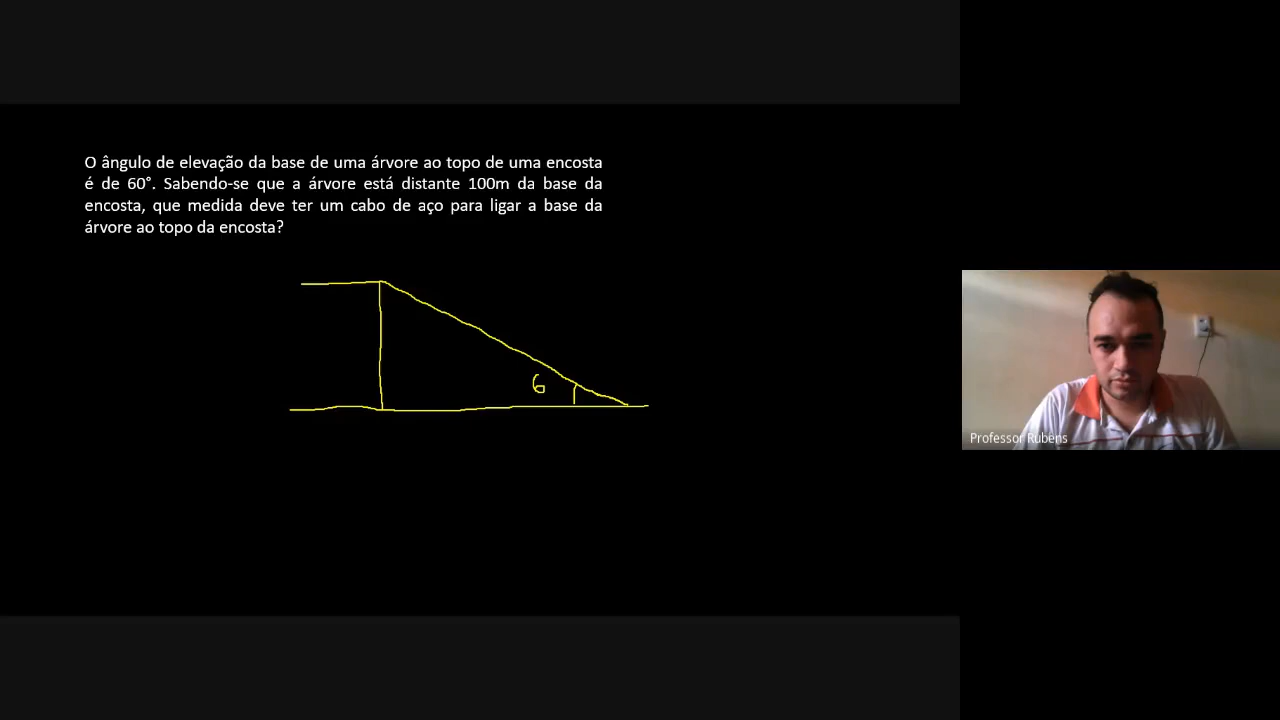 O ângulo de elevação da base de uma árvore ao topo de uma encosta
é de 60°. Sabendo-se que a árvore está distante 100m da base da
encosta, que medida deve ter um cabo de aço para ligar a base da
árvore ao topo da encosta?
6
Professor Rubens